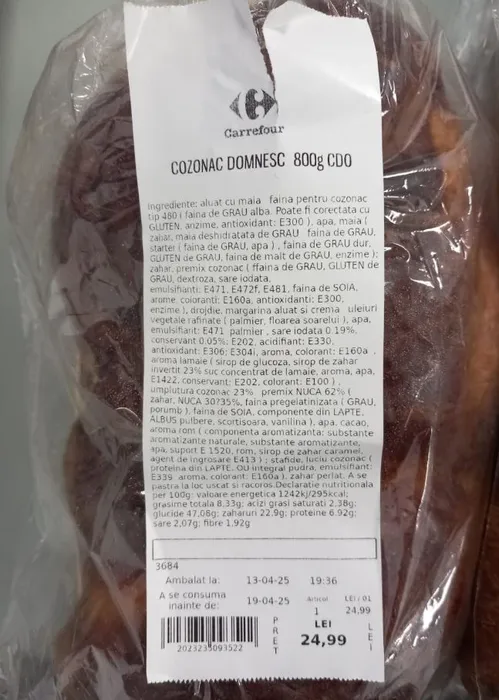 Carrefour
COZONAC DOMNESC 800g CDO
Ingrediente: aluat cu maia faina pentru cozonac
tip 480 ( faina de GRAU alba. Poate fi corectata cu
GLUTEN, enzime, antioxidant: E300 ), apa, maia (
zahar, maia deshidratata de GRAU faina de GRAU,
starter ( faina de GRAU, apa ) , faina de GRAU dur,
GLUTEN de GRAU, faina de malt de GRAU, enzime );
zahar, premix cozonac ( ffaina de GRAU, GLUTEN de
GRAU, dextroza, sare iodata,
emulsifianti: E471, E472f, E481, faina de SOIA,
arome, coloranti: E160a, antioxidanti: E300,
enzime ), drojdie, margarina aluat si crema uleiuri
vegetale rafinate ( palmier, floarea soarelui ), apa,
emulsifiant: E471 palmier , sare iodata 0.19%,
conservant 0.05%: E202, acidifiant: E330,
antioxidant: E306; E304i, aroma, colorant: E160a ,
aroma lamaie ( sirop de glucoza, sirop de zahar
invertit 23% suc concentrat de lamaie, aroma, apa,
E1422, conservant: E202, colorant: E100 ) ,
umplutura cozonac 23% premix NUCA 62% (
zahar, NUCA 30?35%, faina pregelatinizata ( GRAU,
porumb ), faina de SOIA, componente din LAPTE,
ALBUS pulbere, scortisoara, vanilina ), apa, cacao,
aroma rom ( componenta aromatizanta: substante
aromatizante naturale, substante aromatizante,
apa, suport E 1520, rom, sirop de zahar caramel,
agent de ingrosare E413 ) ; stafide, luciu cozonac (
proteina din LAPTE, OU integral pudra, emulsifiant:
E339 aroma, colorant: E160a ), zahar perlat. A se
pastra la loc uscat si racoros.Declaratie nutritionala
per 100g: valoare energetica 1242kj/295kcal;
grasime totala 8,33g; acizi grasi saturati 2,38g;
glucide 47,06g; zaharuri 22,9g; proteine 6.92g;
sare 2,07g; fibre 1,92g
3684
Ambalat la: 13-04-25 19:36
A se consuma
inainte de: 19-04-25
Articol LEI / 01
1 24,99
PRET LEI 24,99 LEI
2023233093522